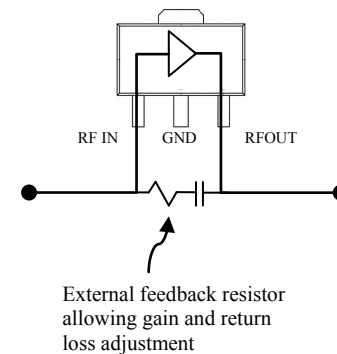 RF IN GND RFOUT
External feedback resistor
allowing gain and return
loss adjustment